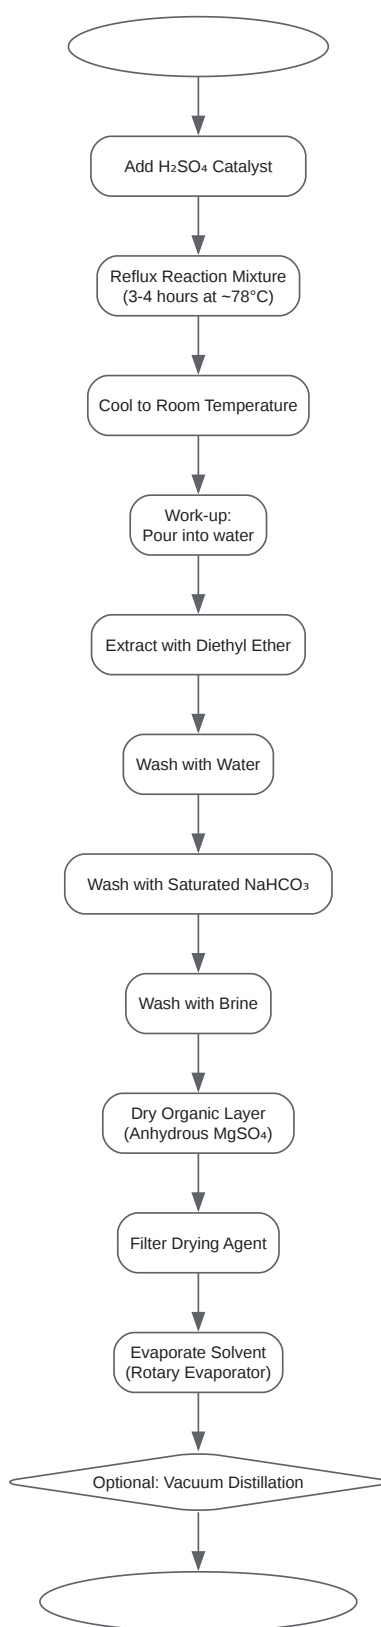 Add H₂SO₄ Catalyst
Reflux Reaction Mixture
(3-4 hours at ~78°C)
Cool to Room Temperature
Work-up:
Pour into water
Extract with Diethyl Ether
Wash with Water
Wash with Saturated NaHCO₃
Wash with Brine
Dry Organic Layer
(Anhydrous MgSO₄)
Filter Drying Agent
Evaporate Solvent
(Rotary Evaporator)
Optional: Vacuum Distillation